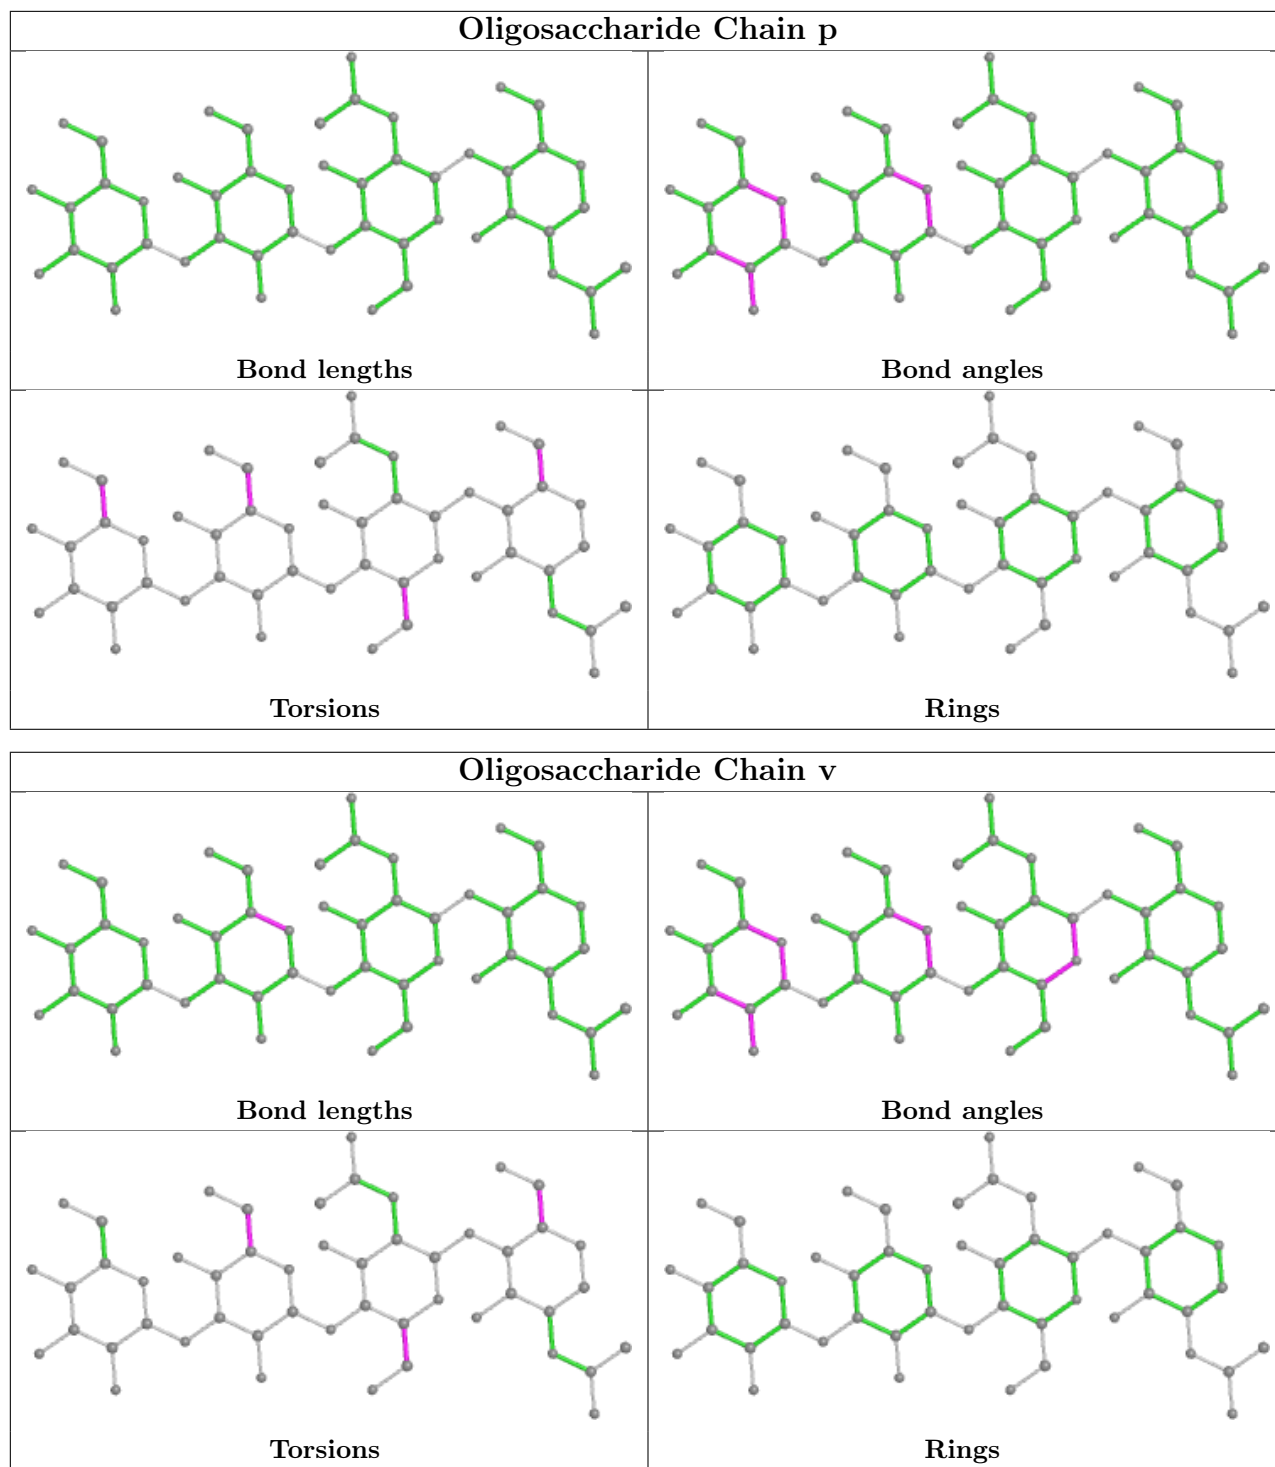 Oligosaccharide Chain p
Bond lengths
Bond angles
Torsions
Rings
Oligosaccharide Chain v
Bond lengths
Bond angles
Torsions
Rings